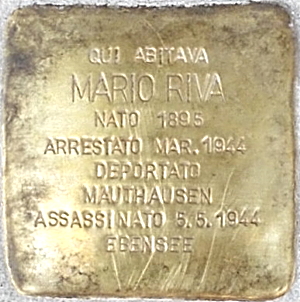 QUI ABITAVA
MARIO RIVA
NATO 1895
ARRESTATO MAR. 1944
DEPORTATO
MAUTHAUSEN
ASSASSINATO 5.5.1944
EBENSEE